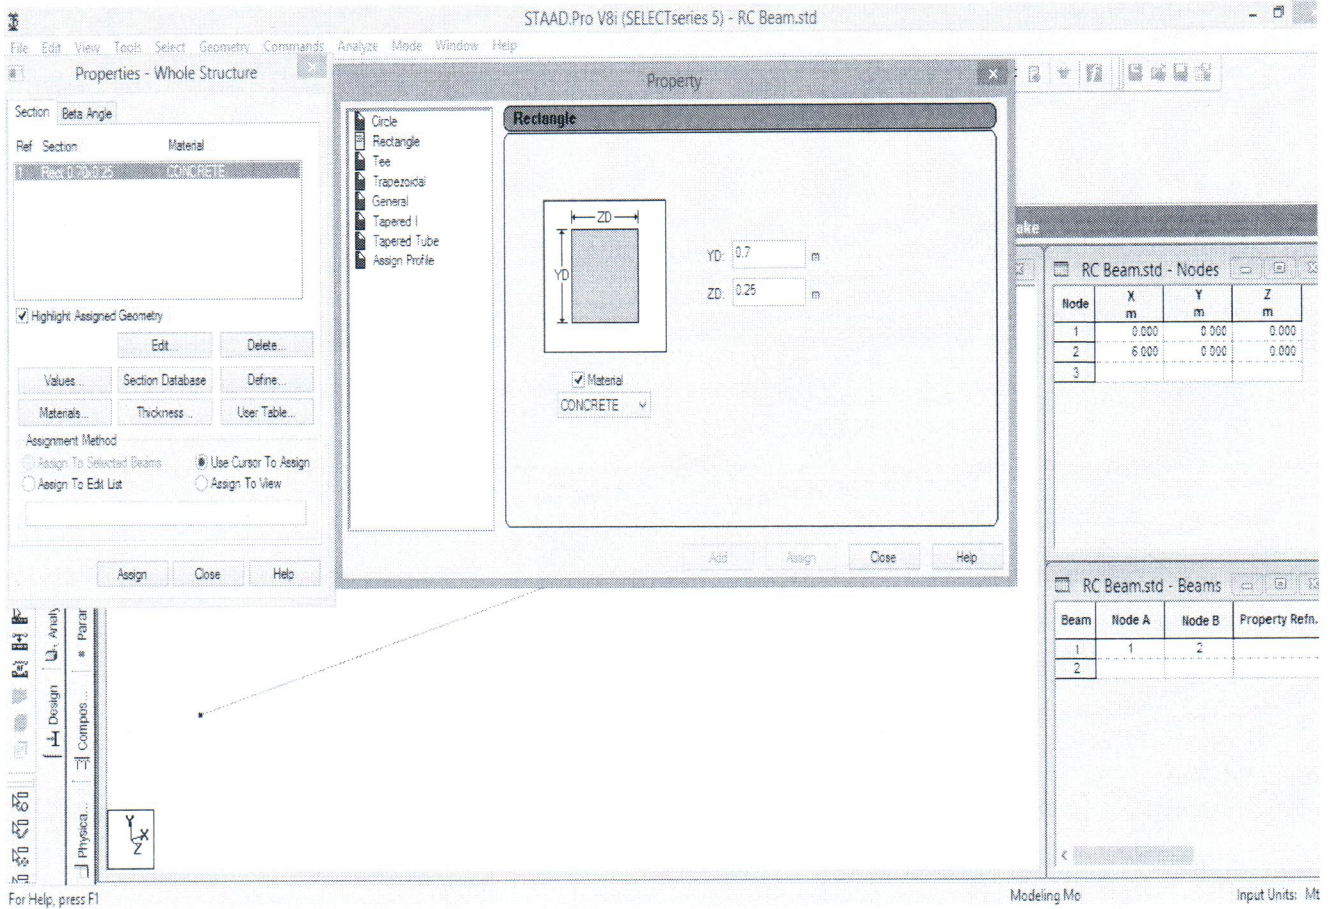 STAAD.Pro V8i (SELECTseries 5) - RC Beam.std
File Edit View Tools Select Geometry Commands Analyze Mode Window Help
Properties - Whole Structure
Section Beta Angle
Ref Section Material
1 Rect 0.70x0.25 CONCRETE
Highlight Assigned Geometry
Edit... Delete...
Values... Section Database Define...
Materials... Thickness... User Table...
Assignment Method
Assign To Selected Beams Use Cursor To Assign
Assign To Edit List Assign To View
Assign Close Help
Property
Circle
Rectangle
Tee
Trapezoidal
General
Tapered I
Tapered Tube
Assign Profile
Rectangle
ZD
YD
YD: 0.7 m
ZD: 0.25 m
Material
CONCRETE
Add Assign Close Help
ake
RC Beam.std - Nodes
Node X m Y m Z m
1 0.000 0.000 0.000
2 6.000 0.000 0.000
3
RC Beam.std - Beams
Beam Node A Node B Property Refn.
1 1 2
2
Analy
Design
Parar
Compos...
Physica...
Y
X
Z
For Help, press F1
Modeling Mo
Input Units: Mt